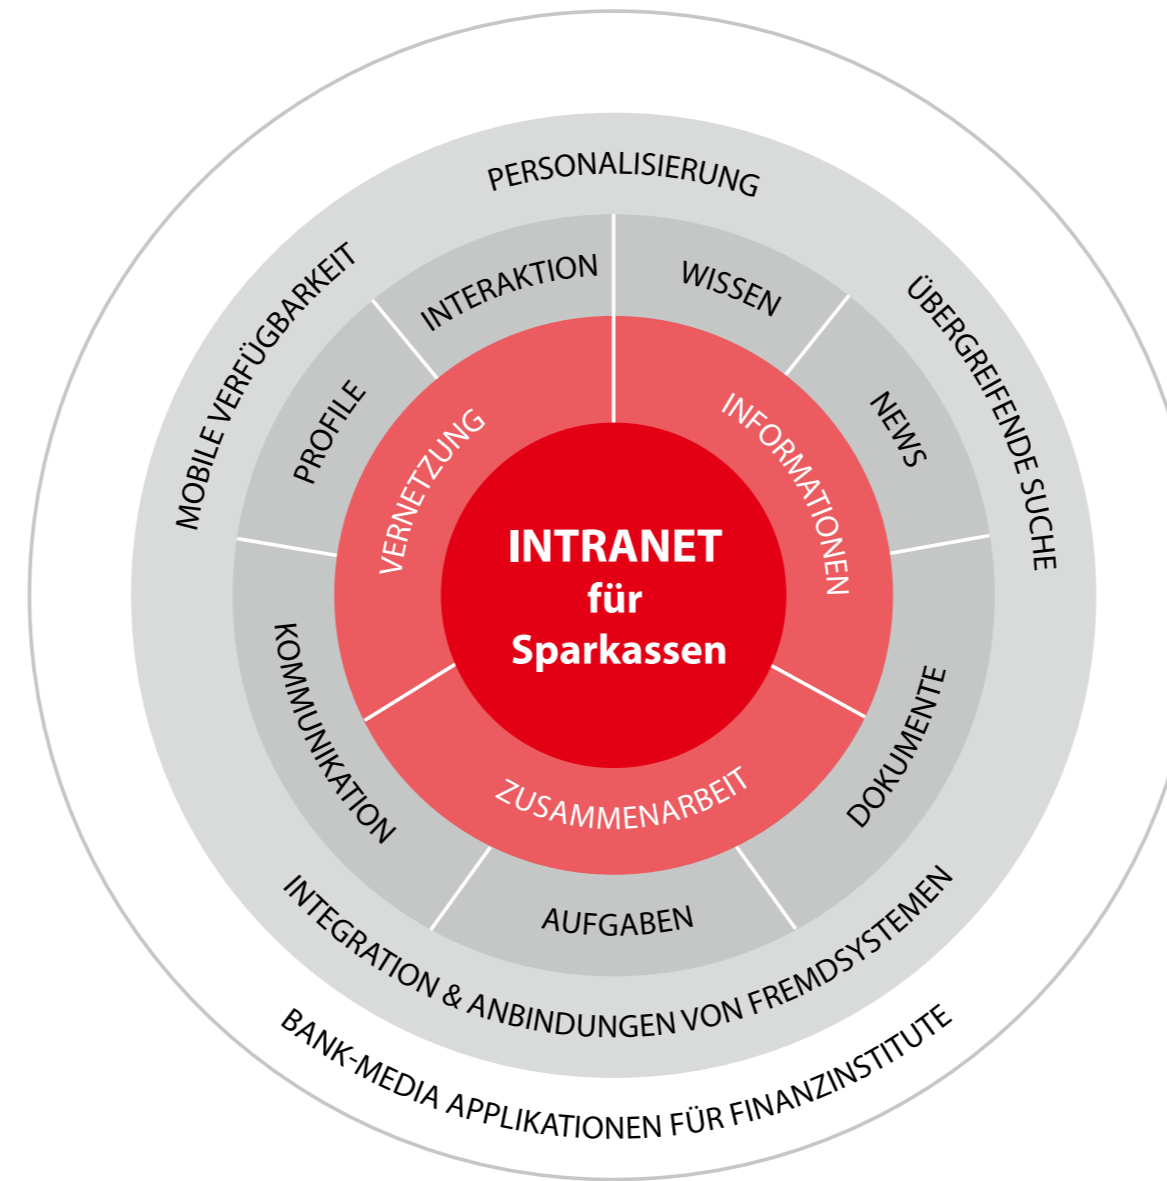 PERSONALISIERUNG
MOBILE VERFÜGBARKEIT
ÜBERGREIFENDE SUCHE
INTERAKTION
WISSEN
PROFILE
NEWS
VERNETZUNG
INFORMATIONEN
INTRANET
für
Sparkassen
KOMMUNIKATION
DOKUMENTE
ZUSAMMENARBEIT
AUFGABEN
INTEGRATION & ANBINDUNGEN VON FREMDSYSTEMEN
BANK-MEDIA APPLIKATIONEN FÜR FINANZINSTITUTE